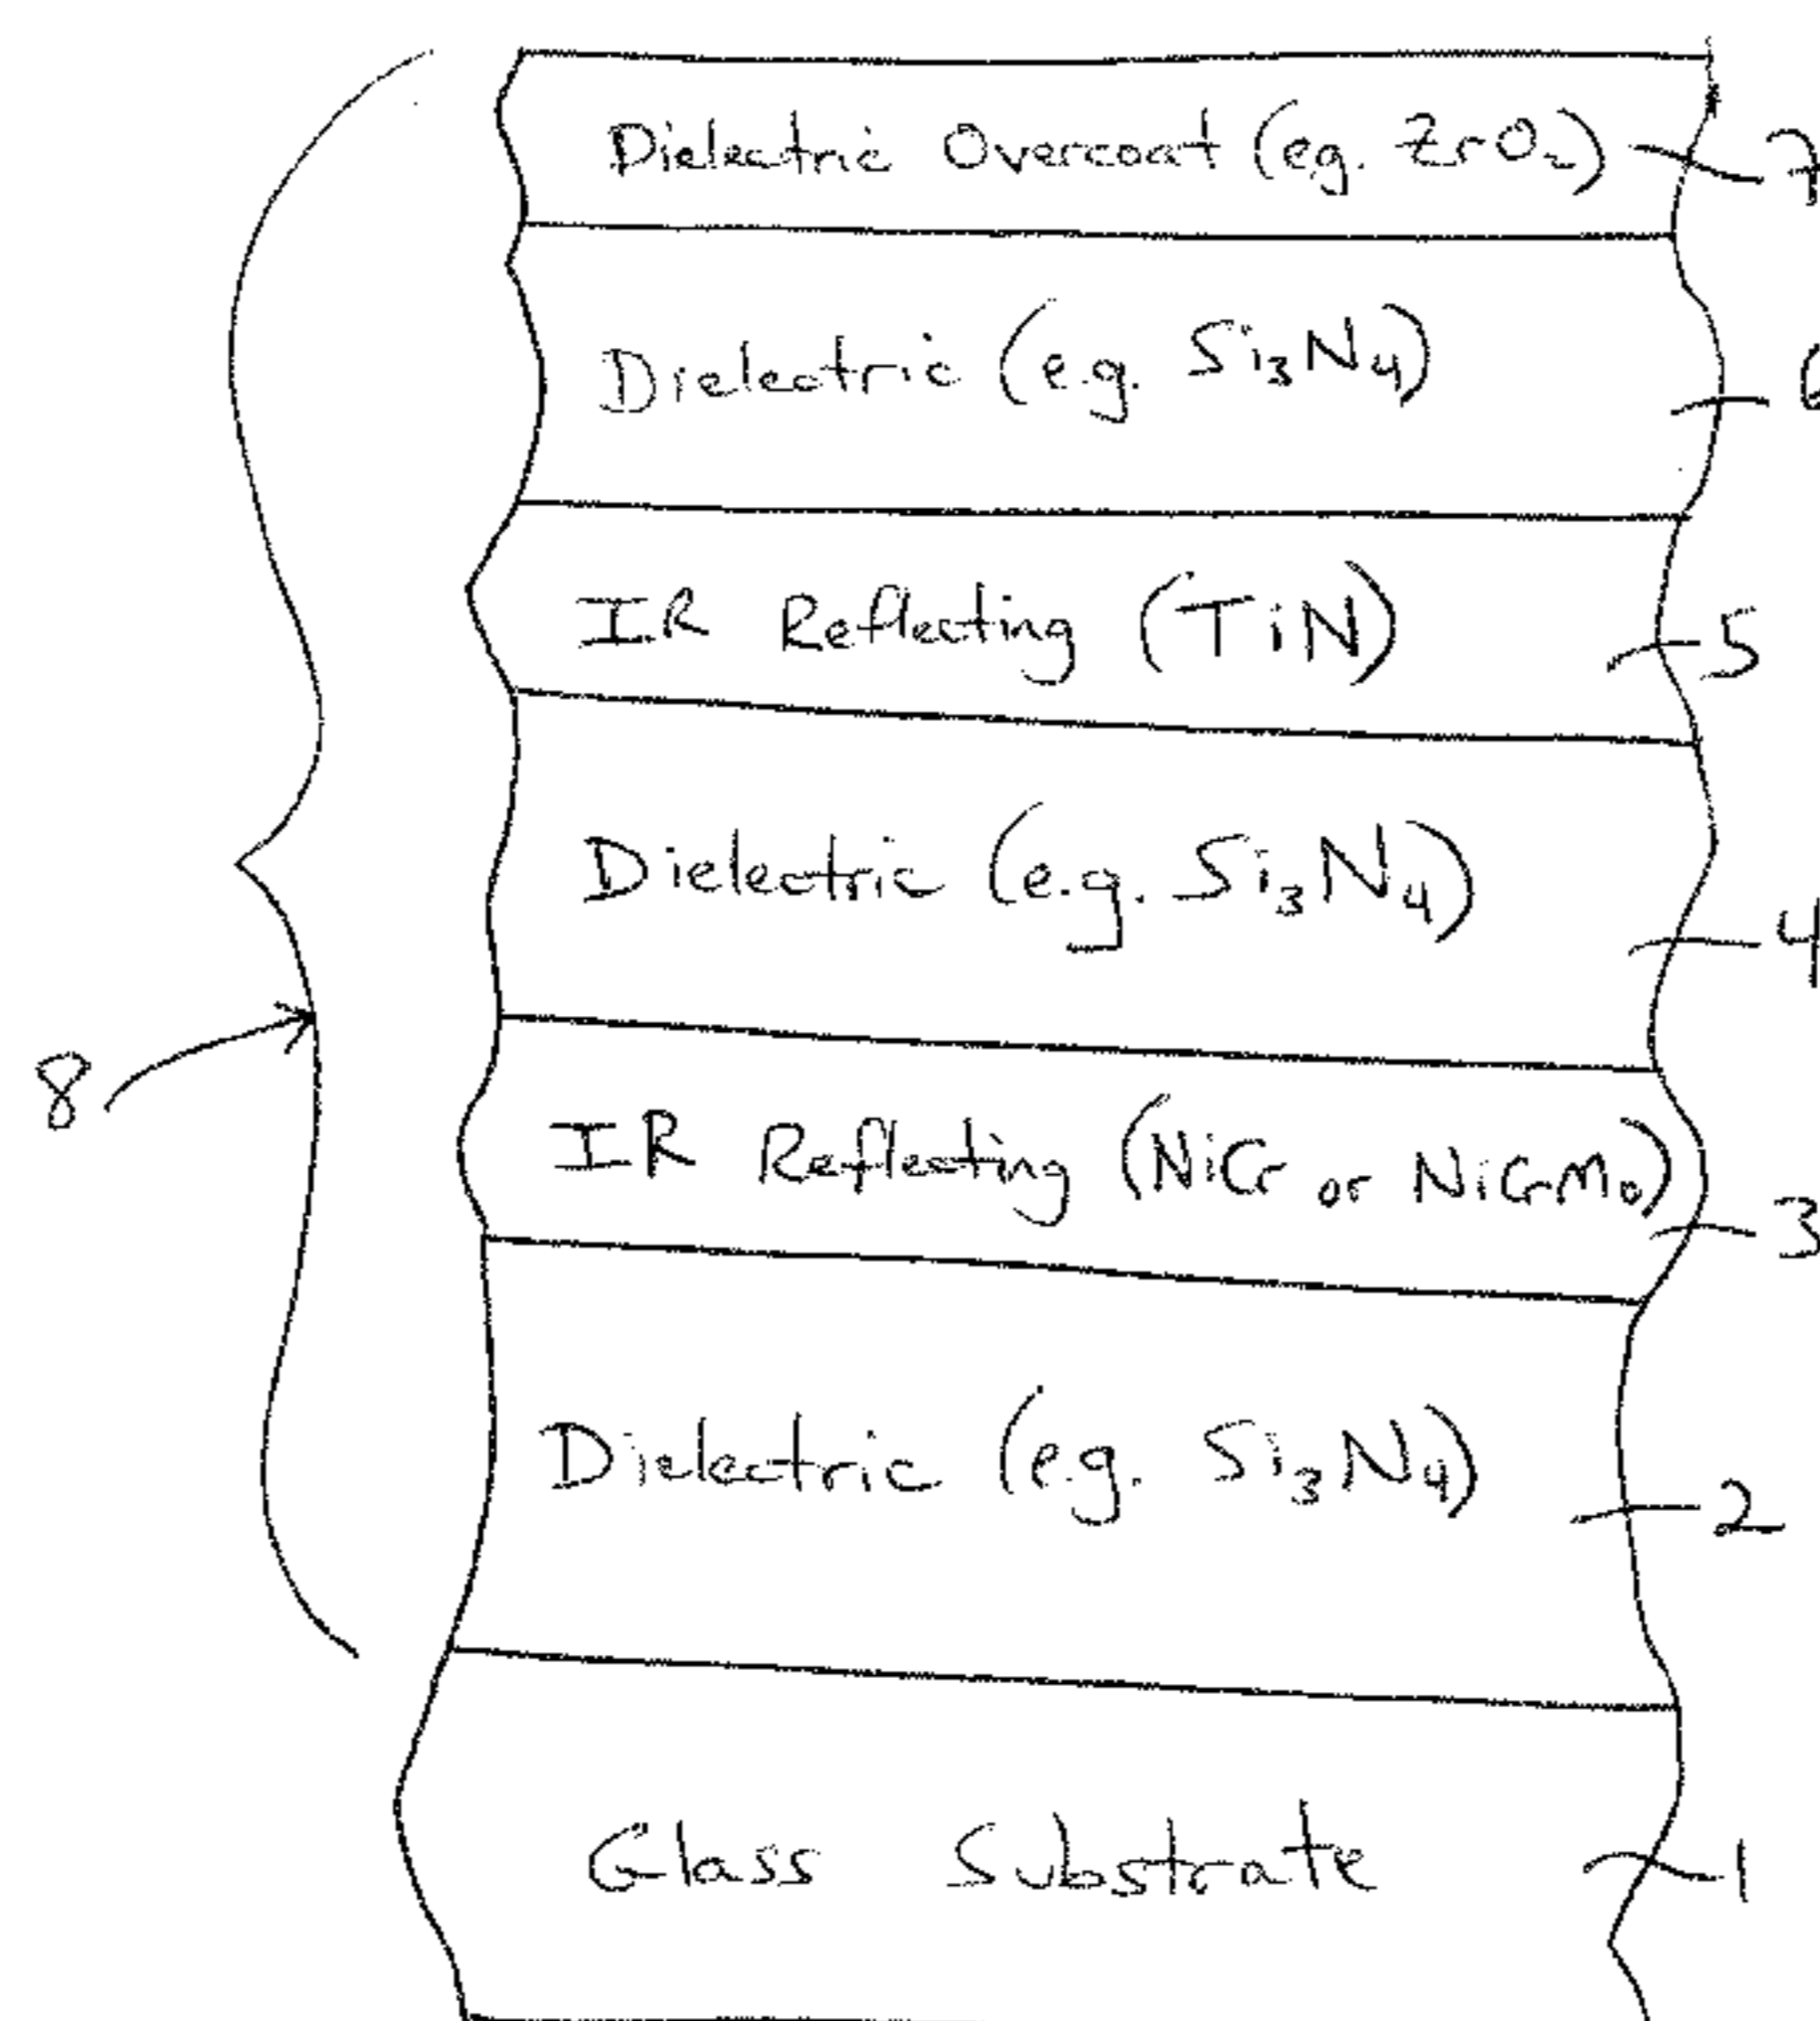 Dielectric Overcoat (eg. ZrO₂) 7
Dielectric (e.g. Si₃N₄) 6
IR Reflecting (TiN) 5
Dielectric (e.g. Si₃N₄) 4
8
IR Reflecting (NiCr or NiCrMo) 3
Dielectric (e.g. Si₃N₄) 2
Glass Substrate 1